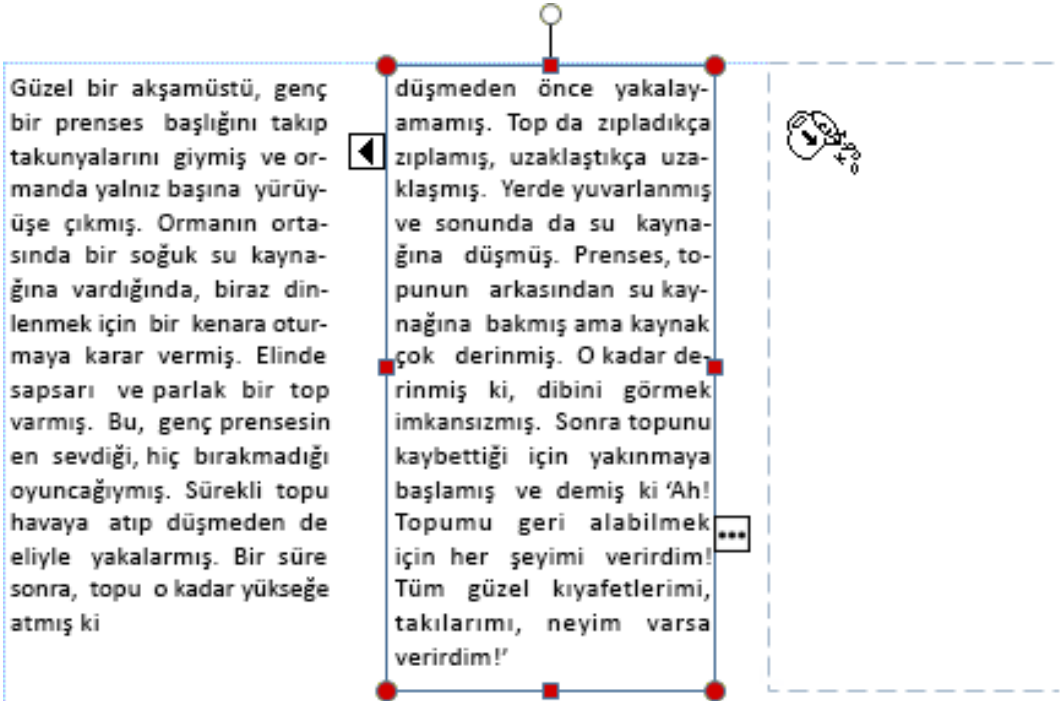 Güzel bir akşamüstü, genç
bir prenses başlığını takıp
takunyalarını giymiş ve or-
manda yalnız başına yürüy-
üşe çıkmış. Ormanın orta-
sında bir soğuk su kayna-
ğına vardığında, biraz din-
lenmek için bir kenara otur-
maya karar vermiş. Elinde
sapsarı ve parlak bir top
varmış. Bu, genç prensesin
en sevdiği, hiç bırakmadığı
oyuncağıymış. Sürekli topu
havaya atıp düşmeden de
eliyle yakalarmış. Bir süre
sonra, topu o kadar yükseğe
atmış ki
düşmeden önce yakalay-
amamış. Top da zıpladıkça
zıplamış, uzaklaştıkça uza-
klaşmış. Yerde yuvarlanmış
ve sonunda da su kayna-
ğına düşmüş. Prenses, to-
punun arkasından su kay-
nağına bakmış ama kaynak
çok derinmiş. O kadar de-
rinmiş ki, dibini görmek
imkansızmış. Sonra topunu
kaybettiği için yakınmaya
başlamış ve demiş ki ‘Ah!
Topumu geri alabilmek
için her şeyimi verirdim!
Tüm güzel kıyafetlerimi,
takılarımı, neyim varsa
verirdim!’